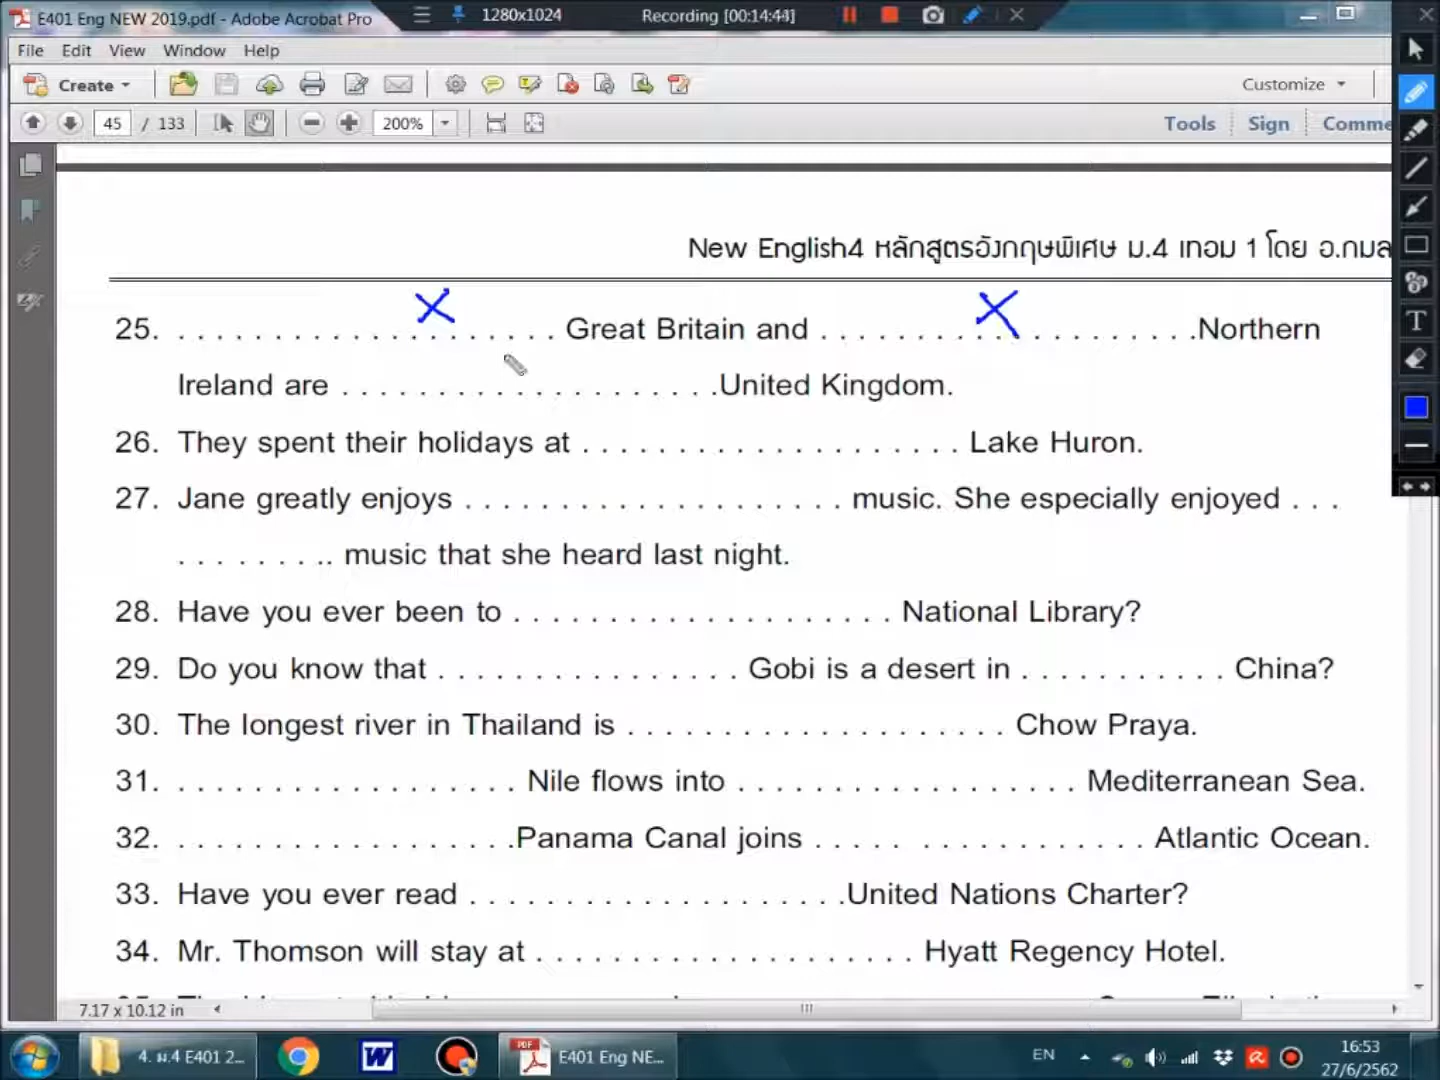 E401 Eng NEW 2019.pdf - Adobe Acrobat Pro
1280x1024
Recording [00:14:44]
File Edit View Window Help
Create
Customize
45 / 133
200%
Tools Sign Comme
New English4 หลักสูตรอังกฤษพิเศษ ม.4 เทอม 1 โดย อ.กมล
25. . . . . . . . . . . . . . . . . . . . . Great Britain and . . . . . . . . . . . . . . . . . . . .Northern
Ireland are . . . . . . . . . . . . . . . . . . . .United Kingdom.
26. They spent their holidays at . . . . . . . . . . . . . . . . . . . . Lake Huron.
27. Jane greatly enjoys . . . . . . . . . . . . . . . . . . . . music. She especially enjoyed . . .
. . . . . . . . .. music that she heard last night.
28. Have you ever been to . . . . . . . . . . . . . . . . . . . . National Library?
29. Do you know that . . . . . . . . . . . . . . . . Gobi is a desert in . . . . . . . . . . . China?
30. The longest river in Thailand is . . . . . . . . . . . . . . . . . . . . Chow Praya.
31. . . . . . . . . . . . . . . . . . . . Nile flows into . . . . . . . . . . . . . . . . . . Mediterranean Sea.
32. . . . . . . . . . . . . . . . . . . .Panama Canal joins . . . . . . . . . . . . . . . . . Atlantic Ocean.
33. Have you ever read . . . . . . . . . . . . . . . . . . . .United Nations Charter?
34. Mr. Thomson will stay at . . . . . . . . . . . . . . . . . . . . Hyatt Regency Hotel.
7.17 x 10.12 in
4. ม.4 E401 2...
E401 Eng NE...
EN
16:53
27/6/2562